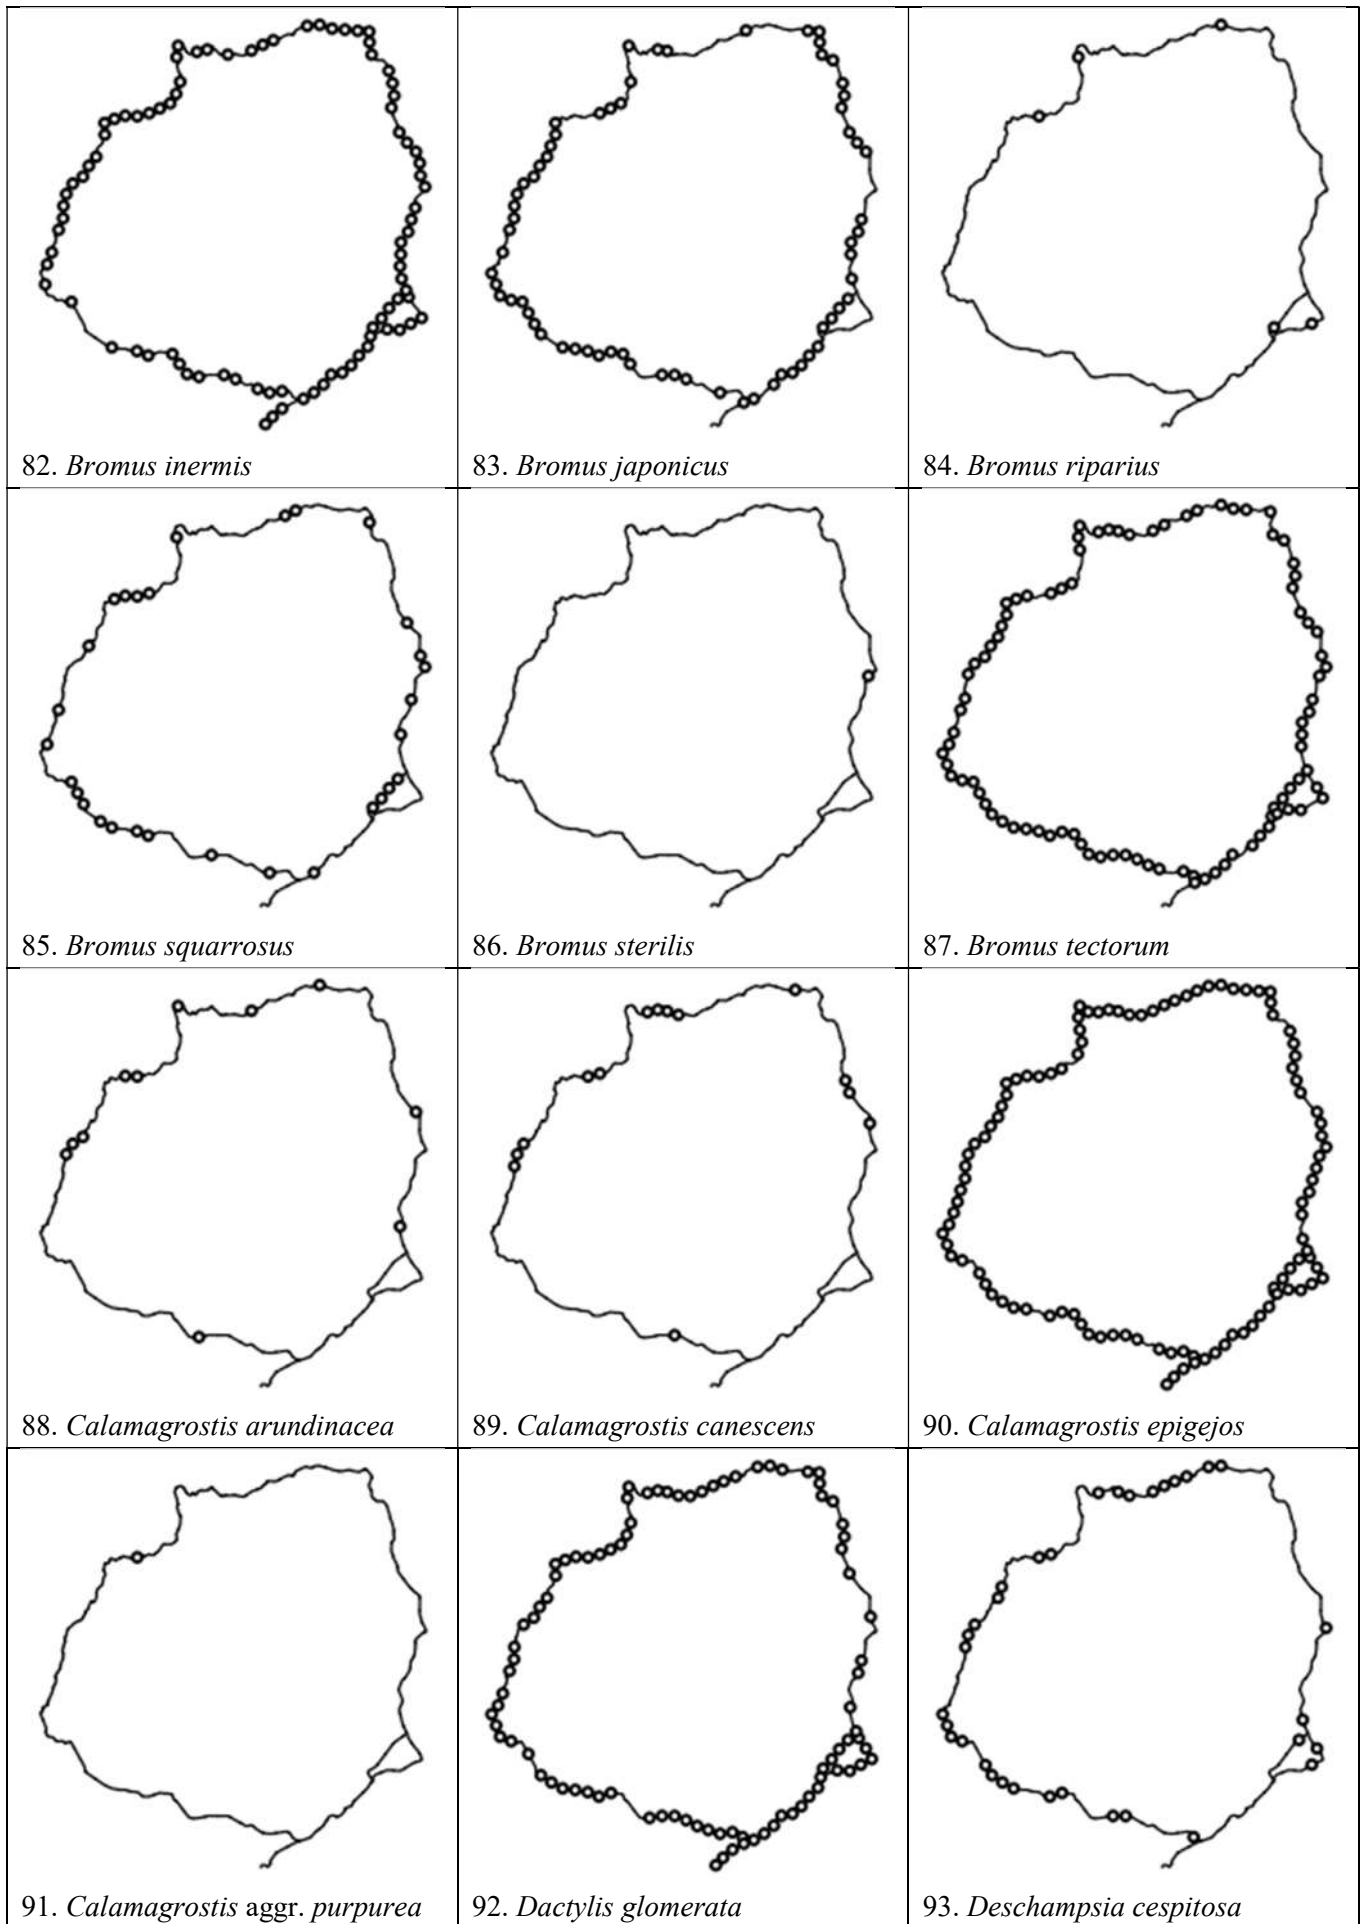 82. Bromus inermis
83. Bromus japonicus
84. Bromus riparius
85. Bromus squarrosus
86. Bromus sterilis
87. Bromus tectorum
88. Calamagrostis arundinacea
89. Calamagrostis canescens
90. Calamagrostis epigejos
91. Calamagrostis aggr. purpurea
92. Dactylis glomerata
93. Deschampsia cespitosa